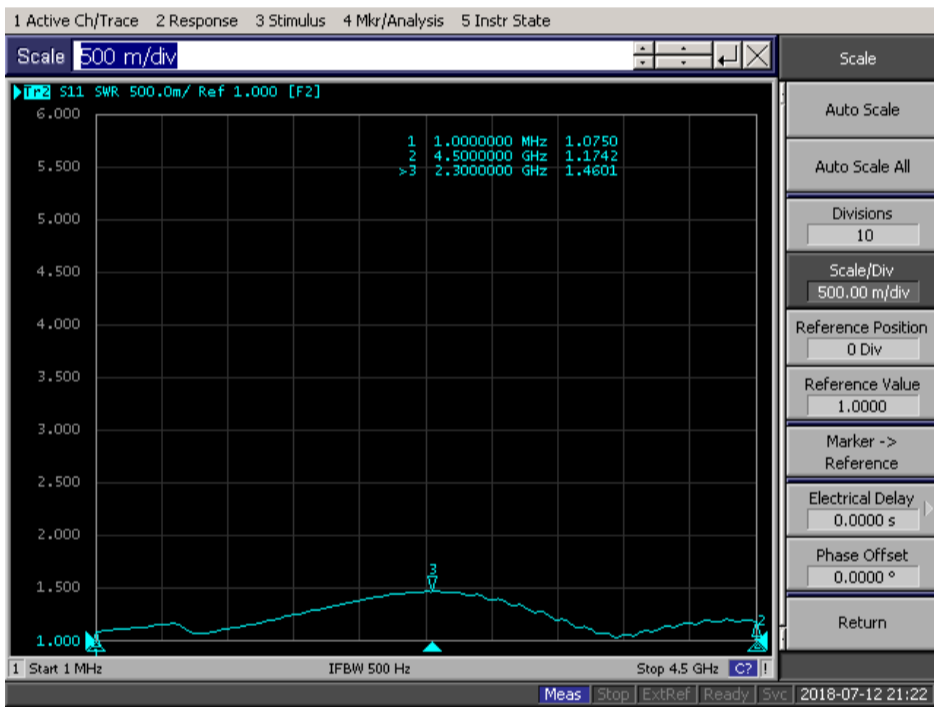 1 Active Ch/Trace 2 Response 3 Stimulus 4 Mkr/Analysis 5 Instr State
Scale 500 m/div
Scale
Tr2 S11 SWR 500.0m/ Ref 1.000 [F2]
6.000
5.500
5.000
4.500
4.000
3.500
3.000
2.500
2.000
1.500
1.000
1 1.0000000 MHz 1.0750
2 4.5000000 GHz 1.1742
>3 2.3000000 GHz 1.4601
3
2
Auto Scale
Auto Scale All
Divisions
10
Scale/Div
500.00 m/div
Reference Position
0 Div
Reference Value
1.0000
Marker ->
Reference
Electrical Delay
0.0000 s
Phase Offset
0.0000 °
Return
1 Start 1 MHz IFBW 500 Hz Stop 4.5 GHz C? !
Meas Stop ExtRef Ready Svc 2018-07-12 21:22